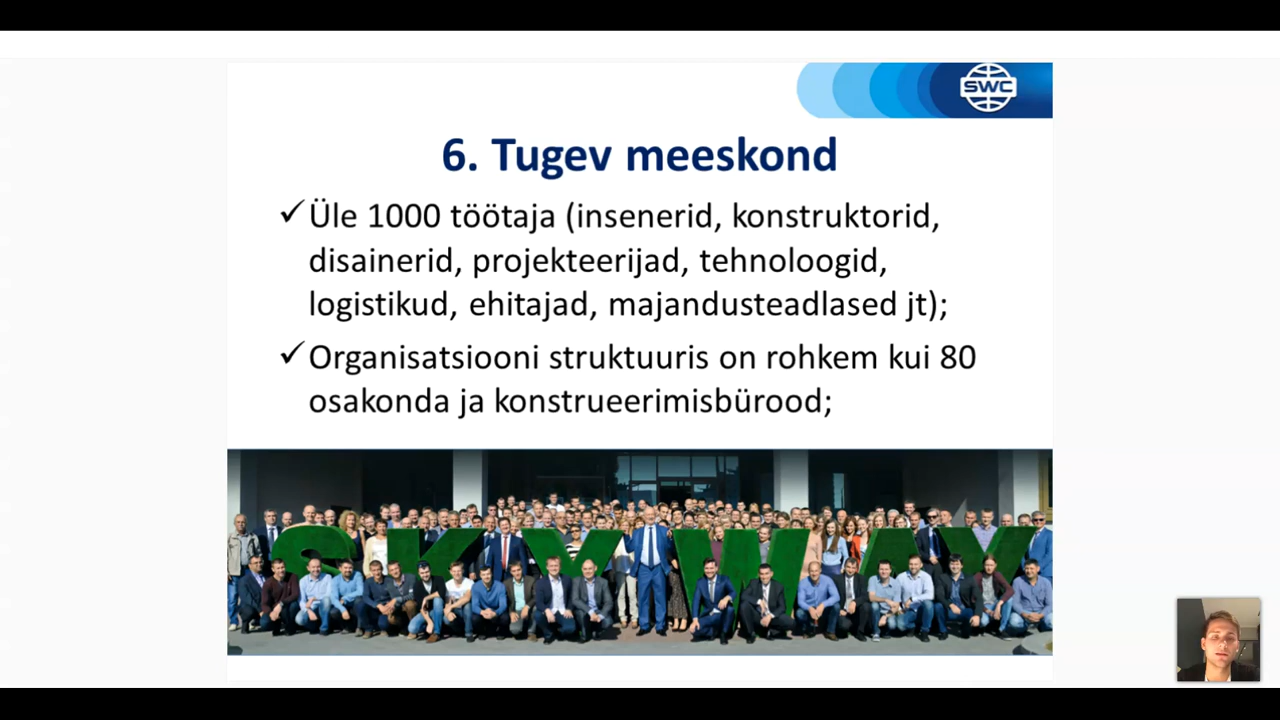 SWC
6. Tugev meeskond
✓ Üle 1000 töötaja (insenerid, konstruktorid,
disainerid, projekteerijad, tehnoloogid,
logistikud, ehitajad, majandusteadlased jt);
✓ Organisatsiooni struktuuris on rohkem kui 80
osakonda ja konstrueerimisbürood;
SKYWAY